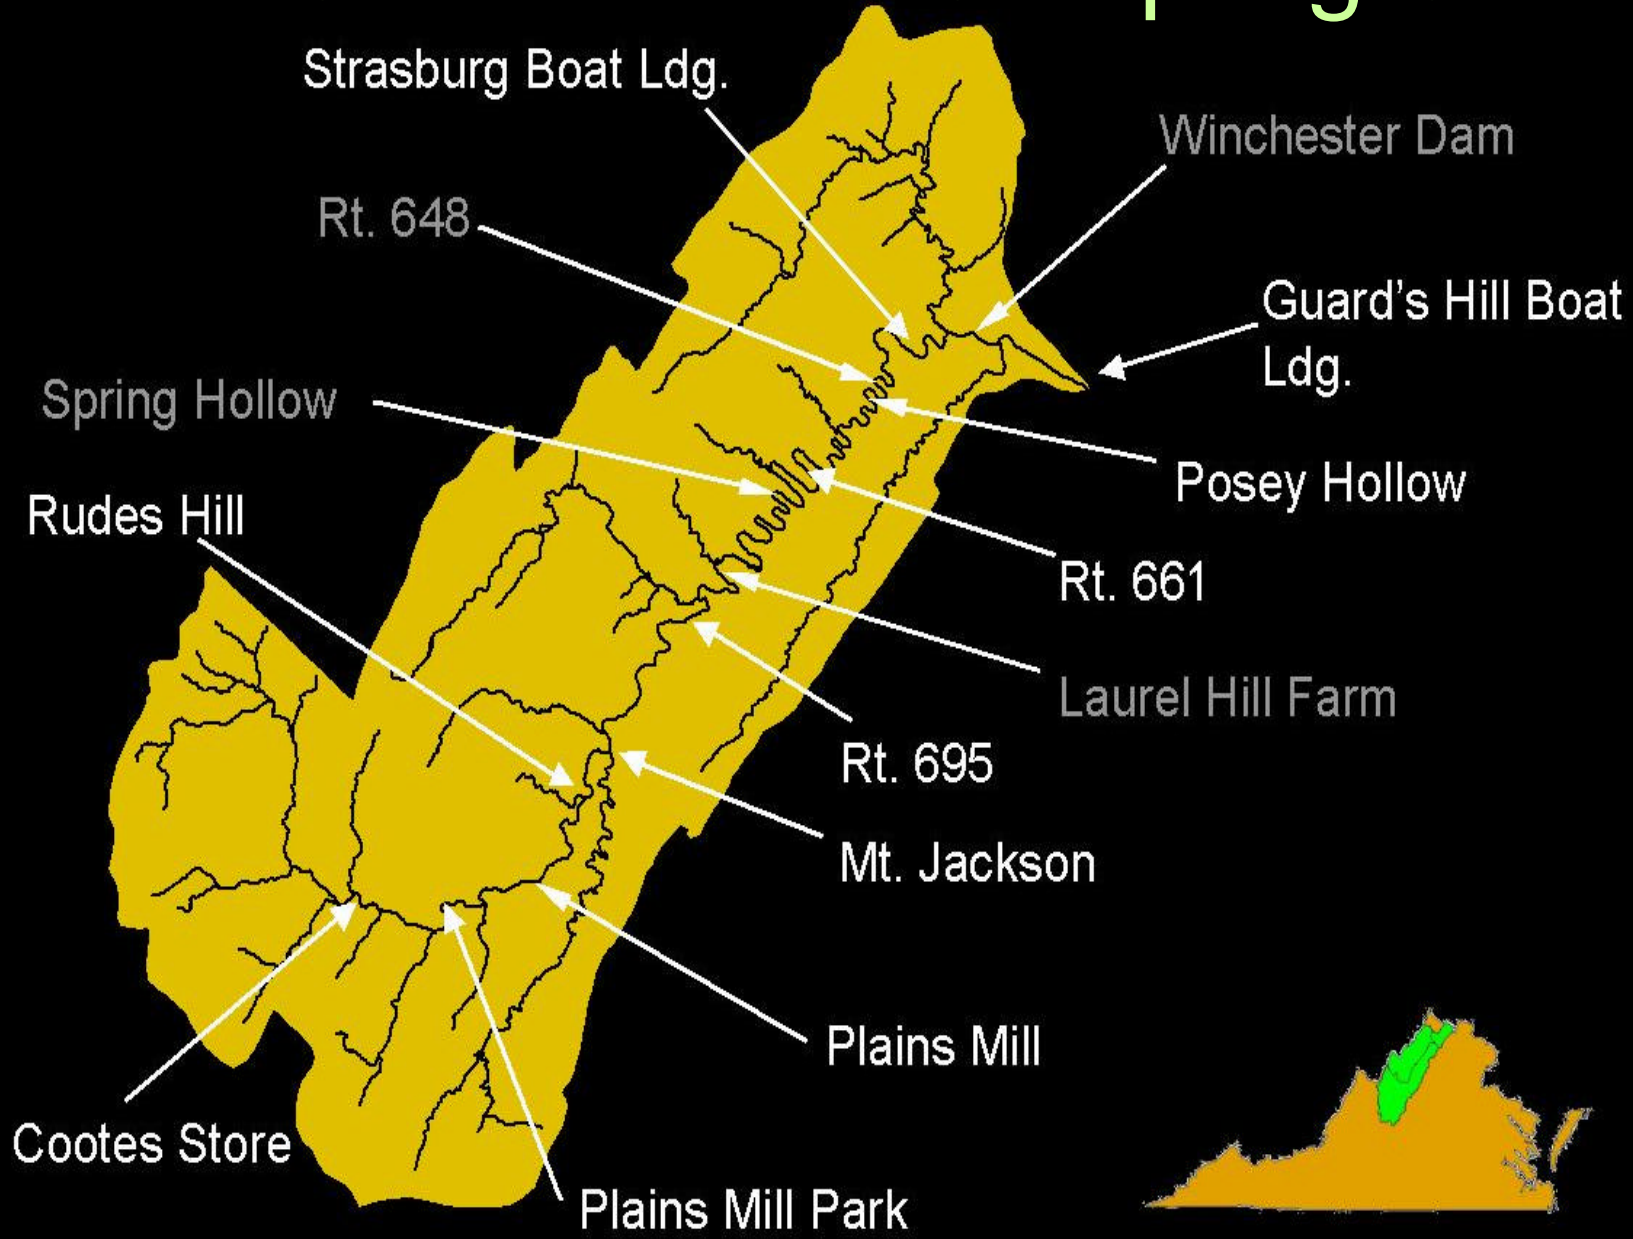 Strasburg Boat Ldg.
Winchester Dam
Rt. 648
Guard’s Hill Boat
Ldg.
Spring Hollow
Posey Hollow
Rudes Hill
Rt. 661
Laurel Hill Farm
Rt. 695
Mt. Jackson
Plains Mill
Cootes Store
Plains Mill Park